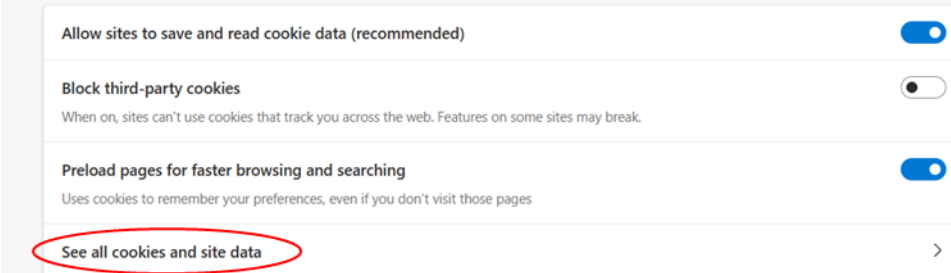 Allow sites to save and read cookie data (recommended)
Block third-party cookies
When on, sites can't use cookies that track you across the web. Features on some sites may break.
Preload pages for faster browsing and searching
Uses cookies to remember your preferences, even if you don't visit those pages
See all cookies and site data